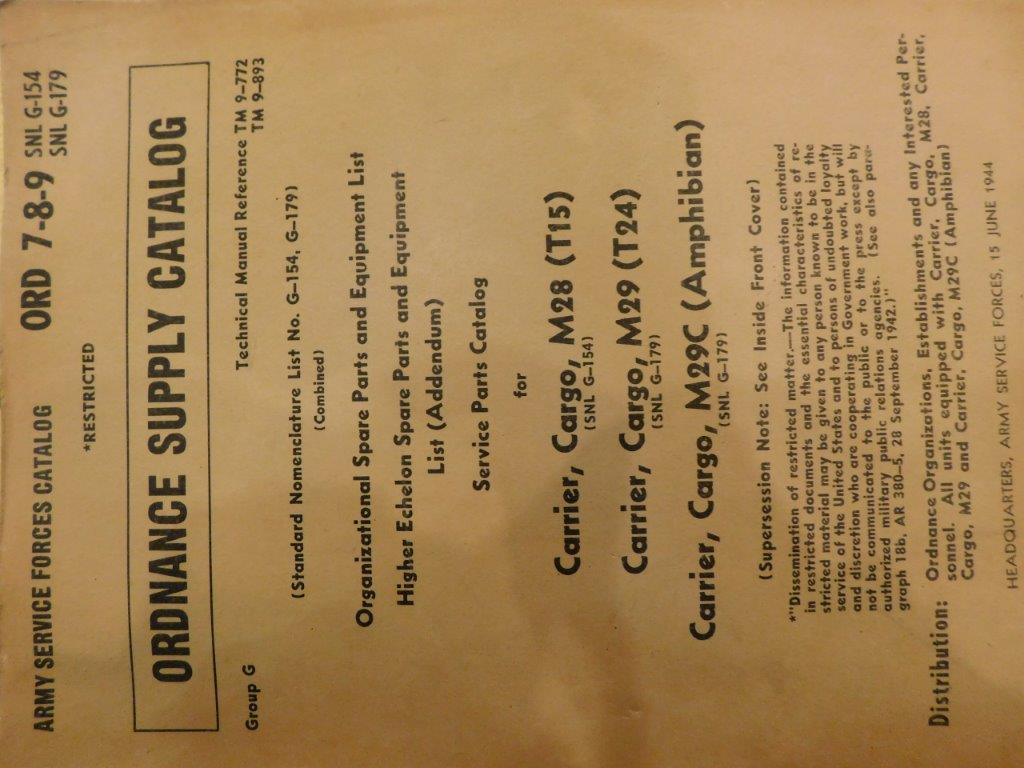 ARMY SERVICE FORCES CATALOG ORD 7-8-9 SNL G-154
SNL G-179
*RESTRICTED
ORDNANCE SUPPLY CATALOG
Group G Technical Manual Reference TM 9-772
TM 9-893
(Standard Nomenclature List No. G-154, G-179)
(Combined)
Organizational Spare Parts and Equipment List
Higher Echelon Spare Parts and Equipment
List (Addendum)
Service Parts Catalog
for
Carrier, Cargo, M28 (T15)
(SNL G-154)
Carrier, Cargo, M29 (T24)
(SNL G-179)
Carrier, Cargo, M29C (Amphibian)
(SNL G-179)
(Supersession Note: See Inside Front Cover)
*"Dissemination of restricted matter.—The information contained
in restricted documents and the essential characteristics of re-
stricted material may be given to any person known to be in the
service of the United States and to persons of undoubted loyalty
and discretion who are cooperating in Government work, but will
not be communicated to the public or to the press except by
authorized military public relations agencies. (See also para-
graph 18b, AR 380-5, 28 September 1942.)"
Distribution: Ordnance Organizations, Establishments and any Interested Per-
sonnel. All units equipped with Carrier, Cargo, M28, Carrier,
Cargo, M29 and Carrier, Cargo, M29C (Amphibian)
HEADQUARTERS, ARMY SERVICE FORCES, 15 JUNE 1944